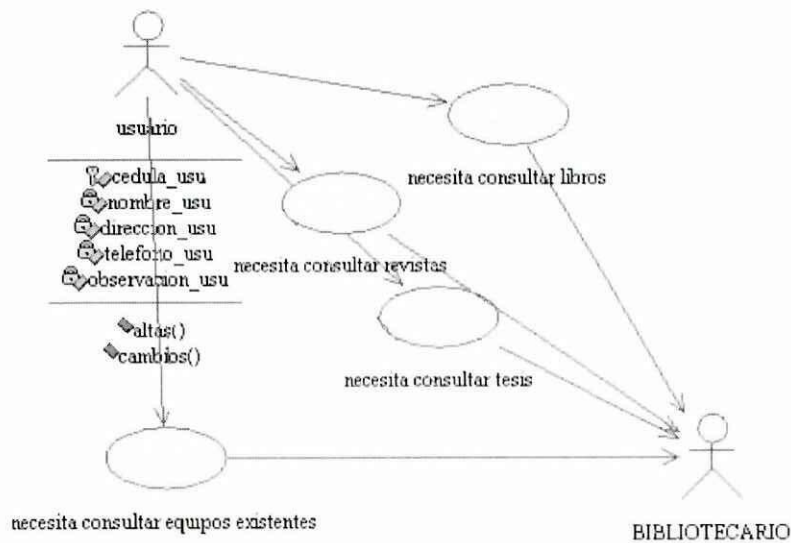 usuario
cedula_usu
nombre_usu
direccion_usu
telefono_usu
observacion_usu
altas()
cambios()
necesita consultar libros
necesita consultar revistas
necesita consultar tesis
necesita consultar equipos existentes
BIBLIOTECARIO